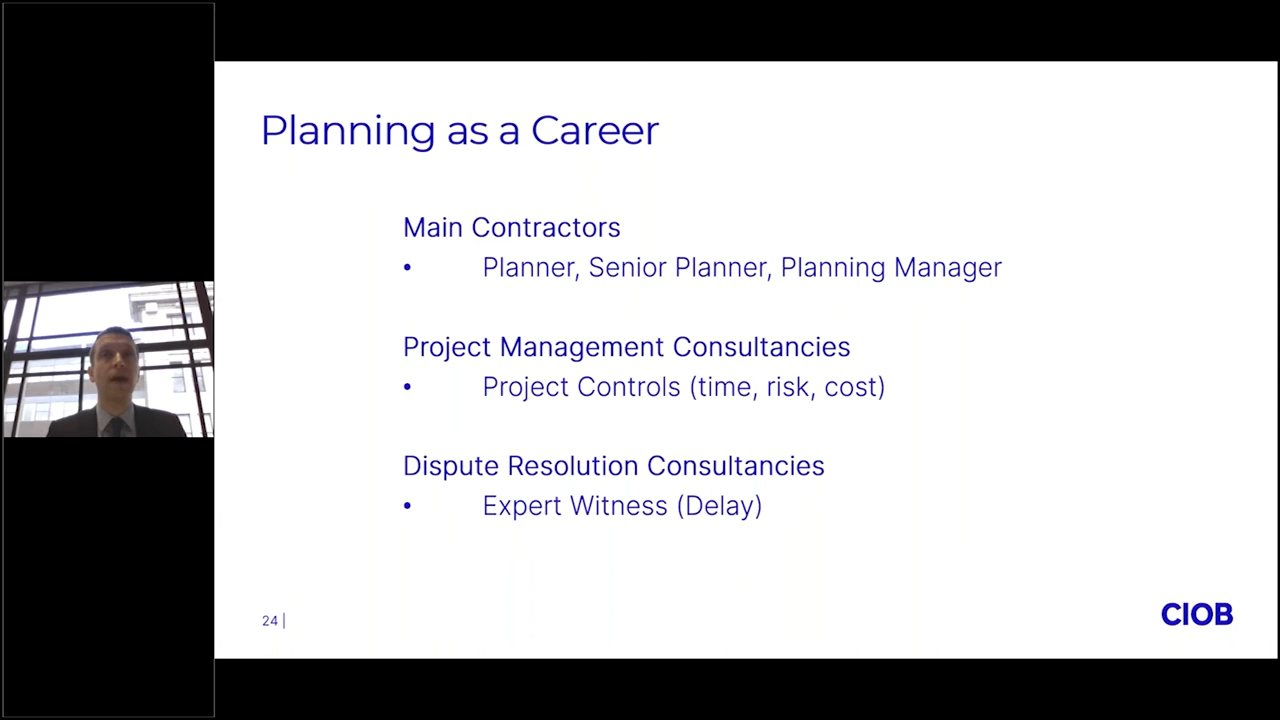 Planning as a Career
Main Contractors
• Planner, Senior Planner, Planning Manager
Project Management Consultancies
• Project Controls (time, risk, cost)
Dispute Resolution Consultancies
• Expert Witness (Delay)
24 |
CIOB